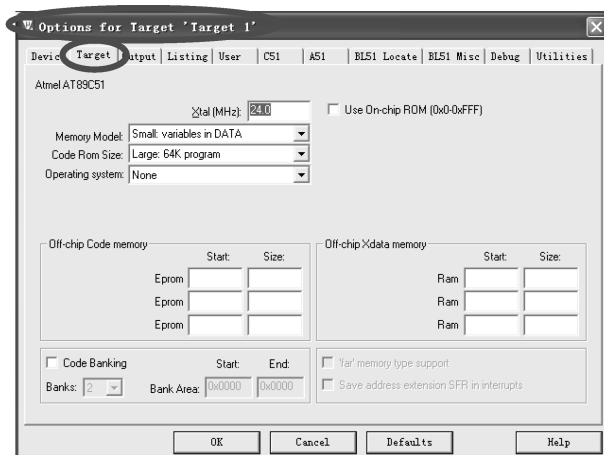 Options for Target 'Target 1'
Device Target Output Listing User C51 A51 BL51 Locate BL51 Misc Debug Utilities
Atmel AT89C51
Xtal (MHz): 24.0 Use On-chip ROM (0x0-0xFFF)
Memory Model: Small: variables in DATA
Code Rom Size: Large: 64K program
Operating system: None
Off-chip Code memory Off-chip Xdata memory
Start: Size: Start: Size:
Eprom Ram
Eprom Ram
Eprom Ram
Code Banking Start: End: 'far' memory type support
Banks: 2 Bank Area: 0x0000 0x0000 Save address extension SFR in interrupts
OK Cancel Defaults Help